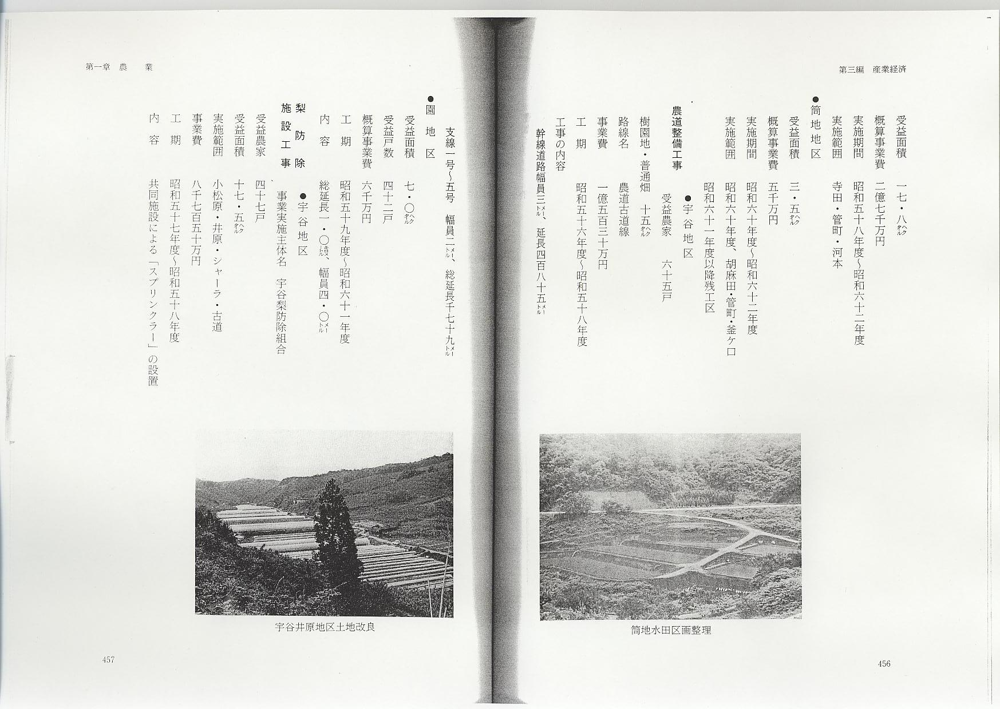 第三編　産業経済
受益面積　一七・八ヘクタル
概算事業費　二億七千万円
実施期間　昭和五十八年度～昭和六十二年度
実施範囲　寺田・管町・河本
●筒地地区
受益面積　三・五ヘクタル
概算事業費　五千万円
実施期間　昭和六十年度～昭和六十二年度
実施範囲　昭和六十年度、胡麻田・管町・釜ケ口
昭和六十一年度以降残工区
農道整備工事　●宇谷地区
受益農家　六十五戸
樹園地・普通畑　十五ヘクタル
路線名　農道古道線
事業費　一億五百三十万円
工　期　昭和五十六年度～昭和五十八年度
工事の内容
幹線道路幅員三メートル、延長四百八十五メートル
筒地水田区画整理
456
第一章　農　業
支線一号～五号　幅員二メートル、総延長千七十九メートル
●園地区
受益面積　七・〇ヘクタル
受益戸数　四十二戸
概算事業費　六千万円
工　期　昭和五十九年度～昭和六十一年度
内　容　総延長一・〇キロトル、幅員四・〇メートル
梨防除
施設工事　●宇谷地区
事業実施主体名　宇谷梨防除組合
受益農家　四十七戸
受益面積　十七・五ヘクタル
実施範囲　小松原・井原・シャーラ・古道
事業費　八千七百五十万円
工　期　昭和五十七年度～昭和五十八年度
内　容　共同施設による「スプリンクラー」の設置
宇谷井原地区土地改良
457